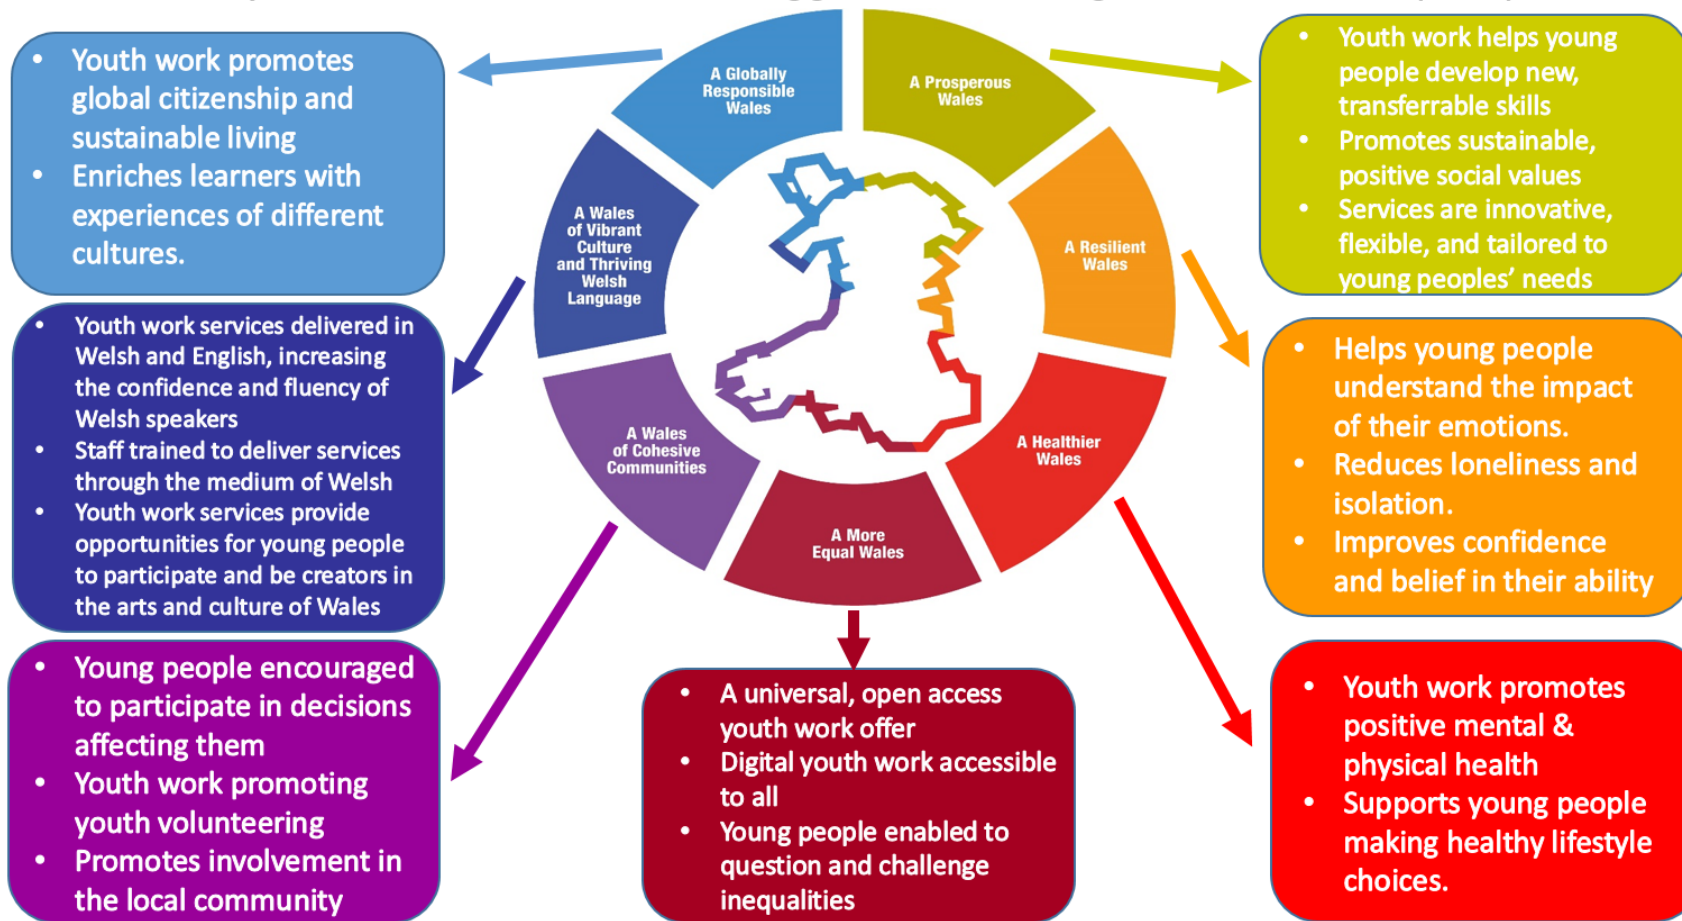 A Globally
Responsible
Wales
A Prosperous
Wales
A Resilient
Wales
A Healthier
Wales
A More
Equal Wales
A Wales
of Cohesive
Communities
A Wales
of Vibrant
Culture
and Thriving
Welsh
Language
• Youth work promotes
global citizenship and
sustainable living
• Enriches learners with
experiences of different
cultures.
• Youth work helps young
people develop new,
transferrable skills
• Promotes sustainable,
positive social values
• Services are innovative,
flexible, and tailored to
young peoples’ needs
• Youth work services delivered in
Welsh and English, increasing
the confidence and fluency of
Welsh speakers
• Staff trained to deliver services
through the medium of Welsh
• Youth work services provide
opportunities for young people
to participate and be creators in
the arts and culture of Wales
• Helps young people
understand the impact
of their emotions.
• Reduces loneliness and
isolation.
• Improves confidence
and belief in their ability
• Young people encouraged
to participate in decisions
affecting them
• Youth work promoting
youth volunteering
• Promotes involvement in
the local community
• A universal, open access
youth work offer
• Digital youth work accessible
to all
• Young people enabled to
question and challenge
inequalities
• Youth work promotes
positive mental &
physical health
• Supports young people
making healthy lifestyle
choices.